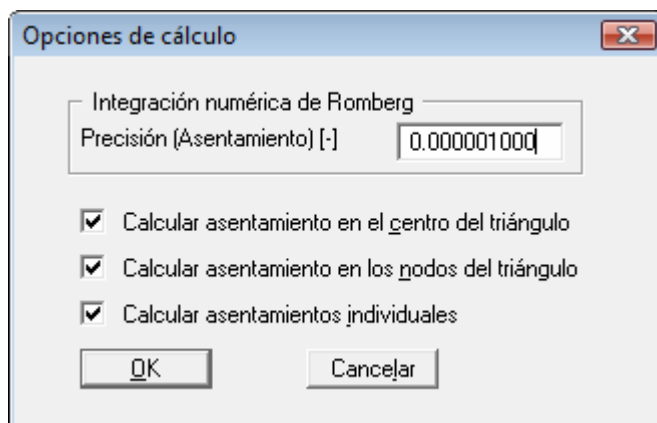 Opciones de cálculo
Integración numérica de Romberg
Precisión (Asentamiento) [-] 0.000001000
Calcular asentamiento en el centro del triángulo
Calcular asentamiento en los nodos del triángulo
Calcular asentamientos individuales
OK Cancelar